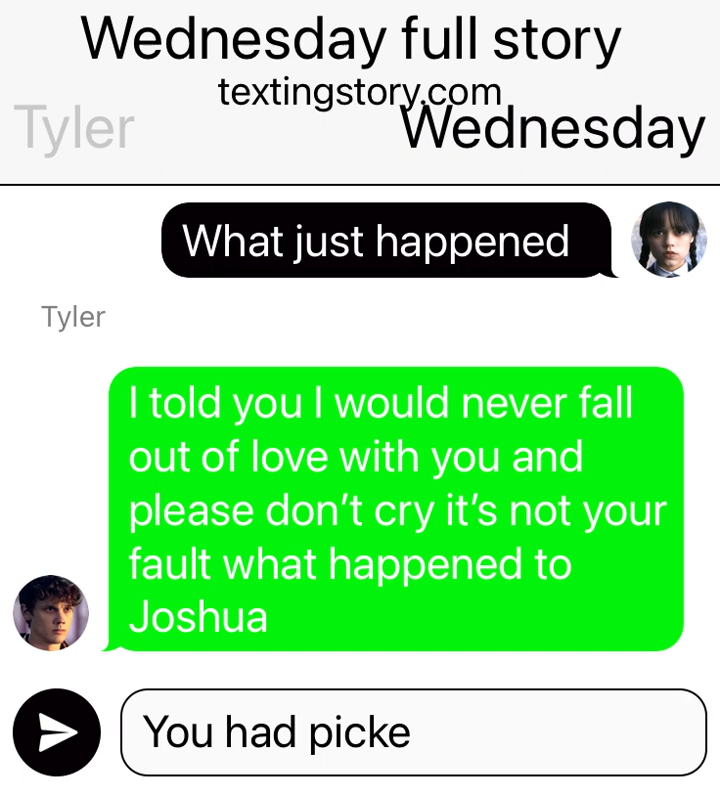 Wednesday full story
textingstory.com
Tyler
Wednesday
What just happened
Tyler
I told you I would never fall
out of love with you and
please don’t cry it’s not your
fault what happened to
Joshua
You had picke